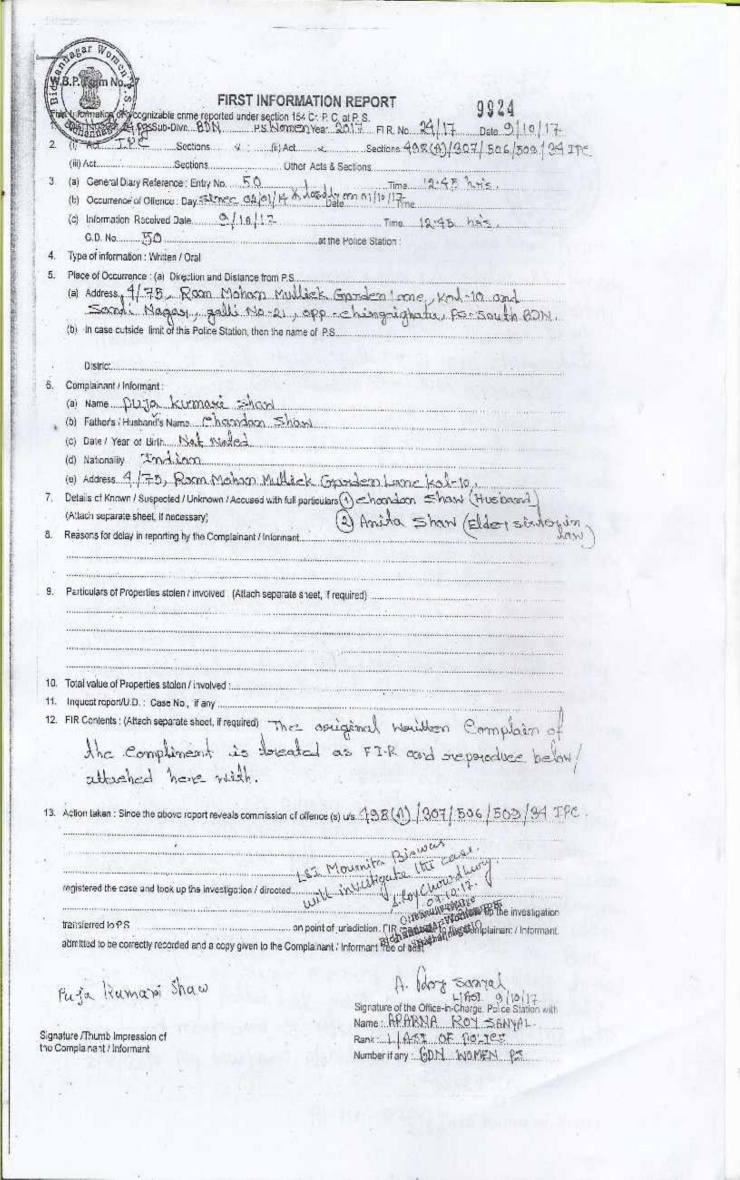 Bidhannagar Women P.S.
W.B.P. Form No. 27
FIRST INFORMATION REPORT
9924
First Information of cognizable crime reported under section 154 Cr. P. C. at P. S.
1. Sub-Divn. BDN P.S. Women Year 2017 FIR No. 24/17 Date 9/10/17
2. (i) Act IPC Sections (ii) Act Sections 498(A)/307/506/509/34 IPC
(iii) Act Sections Other Acts & Sections
3. (a) General Diary Reference : Entry No. 50 Time 12:45 hrs.
(b) Occurrence of Offence : Day Since & lastly on 01/10/17 Date Time
(c) Information Received Date 9/10/17 Time 12:45 hrs.
G.D. No. 50 at the Police Station :
4. Type of information : Written / Oral
5. Place of Occurrence : (a) Direction and Distance from P.S.
(a) Address 4/75, Ram Mohan Mullick Garden Lane, Kol-10 and
Nagar, galli No-21, opp - PS- South BDN.
(b) In case outside limit of this Police Station, then the name of P.S.
District
6. Complainant / Informant :
(a) Name Puja Kumari Shaw
(b) Father's / Husband's Name Chandan Shaw
(c) Date / Year of Birth Not Noted
(d) Nationality Indian
(e) Address 4/75, Ram Mohan Mullick Garden Lane Kol-10.
7. Details of Known / Suspected / Unknown / Accused with full particulars (1) Chandan Shaw (Husband)
(Attach separate sheet, if necessary) (2) Anita Shaw (Elder sister in law)
8. Reasons for delay in reporting by the Complainant / Informant
9. Particulars of Properties stolen / involved : (Attach separate sheet, if required)
10. Total value of Properties stolen / involved :
11. Inquest report/U.D. : Case No., if any
12. FIR Contents : (Attach separate sheet, if required) The original written Complain of
the Compliment is treated as FIR and reproduce below/
attached here with.
13. Action taken : Since the above report reveals commission of offence (s) u/s. 498(A)/307/506/509/34 IPC.
LSI Moumita Biswas
will investigate the case.
registered the case and took up the investigation / directed
Roy Chowdhury
09.10.17.
to take up the investigation
transferred to P.S. on point of jurisdiction. FIR to the Complainant / Informant
admitted to be correctly recorded and a copy given to the Complainant / Informant free of cost
Puja Kumari Shaw
A. Roy Sanyal
L/ASI 9/10/17
Signature of the Office-in-Charge, Police Station with
Name : APARNA ROY SANYAL
Signature /Thumb Impression of
the Complainant / Informant
Rank : L/ASI OF POLICE
Number if any : BDN WOMEN PS